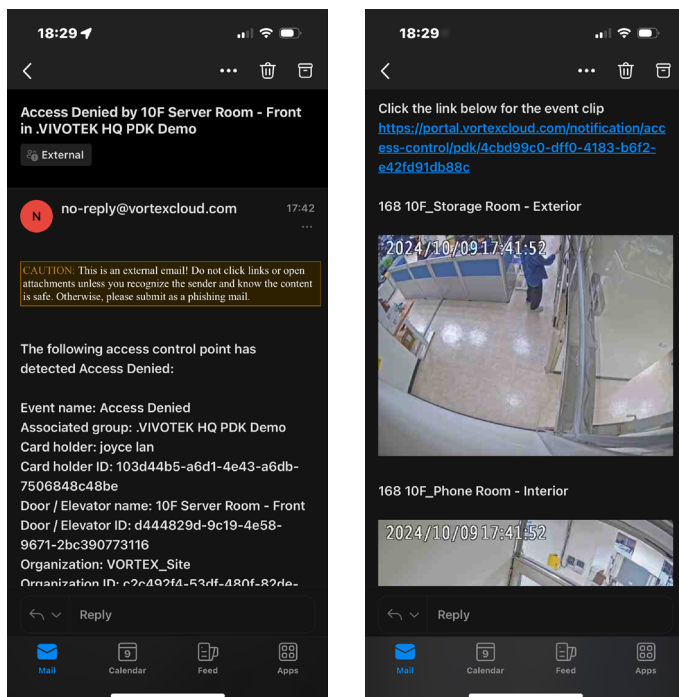 18:29
Access Denied by 10F Server Room - Front
in .VIVOTEK HQ PDK Demo
External
N
no-reply@vortexcloud.com
17:42
CAUTION: This is an external email! Do not click links or open
attachments unless you recognize the sender and know the content
is safe. Otherwise, please submit as a phishing mail.
The following access control point has
detected Access Denied:
Event name: Access Denied
Associated group: .VIVOTEK HQ PDK Demo
Card holder: joyce lan
Card holder ID: 103d44b5-a6d1-4e43-a6db-
7506848c48be
Door / Elevator name: 10F Server Room - Front
Door / Elevator ID: d444829d-9c19-4e58-
9671-2bc390773116
Organization: VORTEX_Site
Organization ID: c2c492f4-53df-480f-82de-
Reply
9
Mail
Calendar
Feed
Apps
18:29
Click the link below for the event clip
https://portal.vortexcloud.com/notification/acc
ess-control/pdk/4cbd99c0-dff0-4183-b6f2-
e42fd91db88c
168 10F_Storage Room - Exterior
2024/10/09 17:41:52
168 10F_Phone Room - Interior
2024/10/09 17:41:52
Reply
9
Mail
Calendar
Feed
Apps